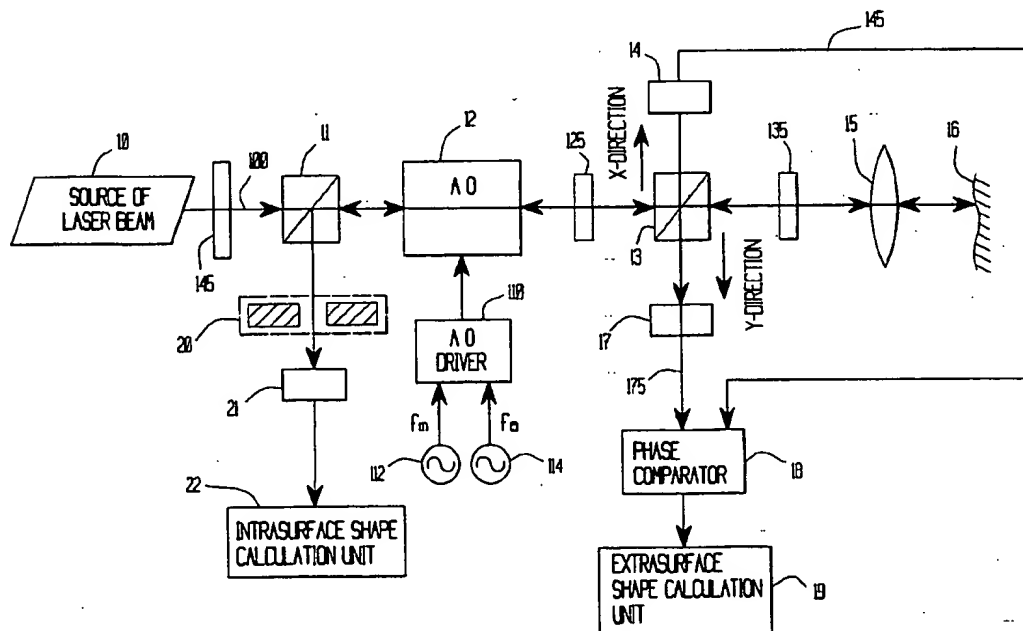 145
14
X-DIRECTION
10
100
11
12
125
135
15
16
SOURCE OF
LASER BEAM
A O
145
13
Y-DIRECTION
110
17
20
A O
DRIVER
175
21
fm
112
114
PHASE
COMPARATOR
18
22
INTRASURFACE SHAPE
CALCULATION UNIT
EXTRASURFACE
SHAPE CALCULATION
UNIT
19